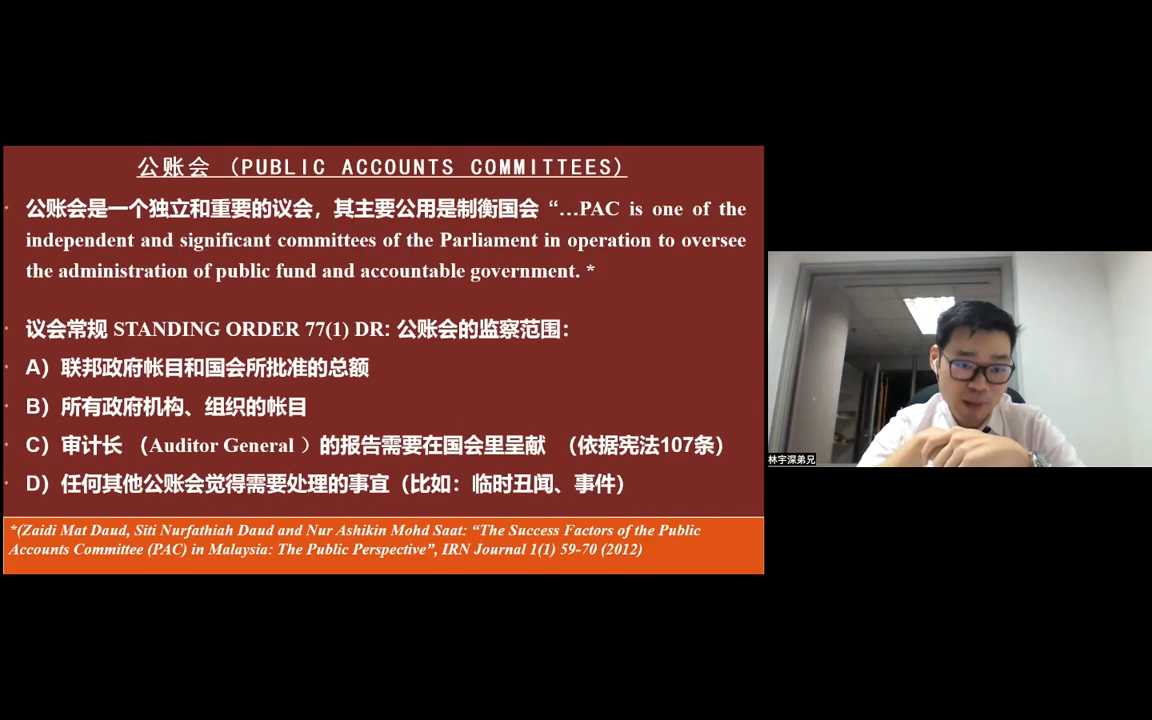 公账会 (PUBLIC ACCOUNTS COMMITTEES)
公账会是一个独立和重要的议会，其主要公用是制衡国会 “…PAC is one of the
independent and significant committees of the Parliament in operation to oversee
the administration of public fund and accountable government. *
议会常规 STANDING ORDER 77(1) DR: 公账会的监察范围：
A）联邦政府帐目和国会所批准的总额
B）所有政府机构、组织的帐目
C）审计长 （Auditor General ）的报告需要在国会里呈献 （依据宪法107条）
D）任何其他公账会觉得需要处理的事宜（比如：临时丑闻、事件）
*(Zaidi Mat Daud, Siti Nurfathiah Daud and Nur Ashikin Mohd Saat: “The Success Factors of the Public
Accounts Committee (PAC) in Malaysia: The Public Perspective”, IRN Journal 1(1) 59-70 (2012)
林宇深弟兄